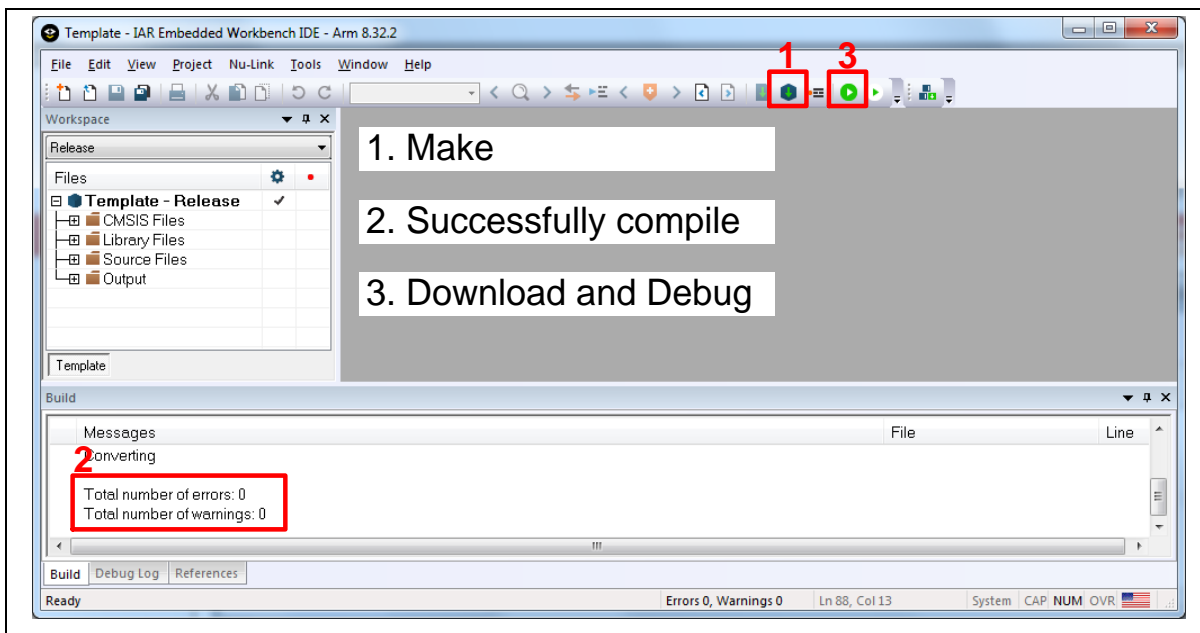 Template - IAR Embedded Workbench IDE - Arm 8.32.2
File Edit View Project Nu-Link Tools Window Help
1 3
Workspace
Release
Files
Template - Release
CMSIS Files
Library Files
Source Files
Output
Template
1. Make
2. Successfully compile
3. Download and Debug
Build
Messages File Line
Converting
2
Total number of errors: 0
Total number of warnings: 0
Build Debug Log References
Ready Errors 0, Warnings 0 Ln 88, Col 13 System CAP NUM OVR